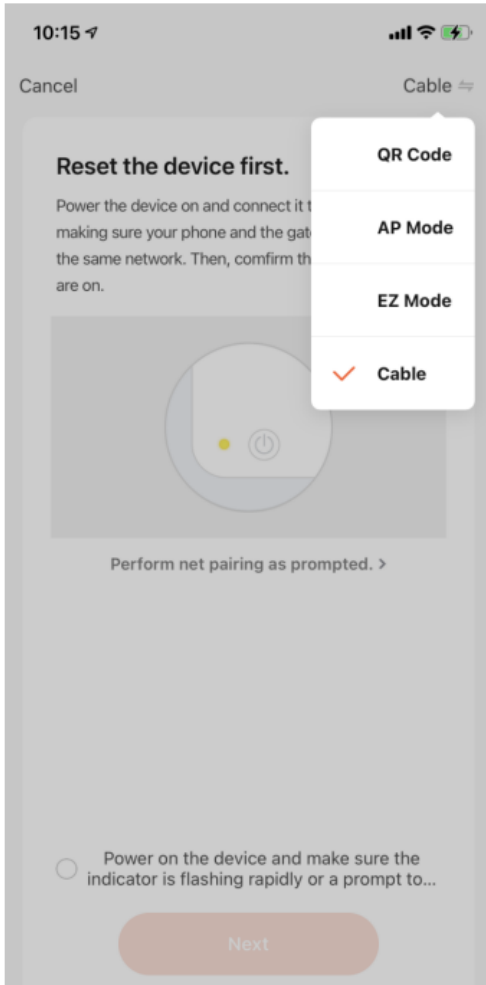 10:15
Cancel
Cable
QR Code
AP Mode
EZ Mode
Cable
Reset the device first.
Power the device on and connect it t
making sure your phone and the gat
the same network. Then, comfirm th
are on.
Perform net pairing as prompted. >
Power on the device and make sure the
indicator is flashing rapidly or a prompt to...
Next